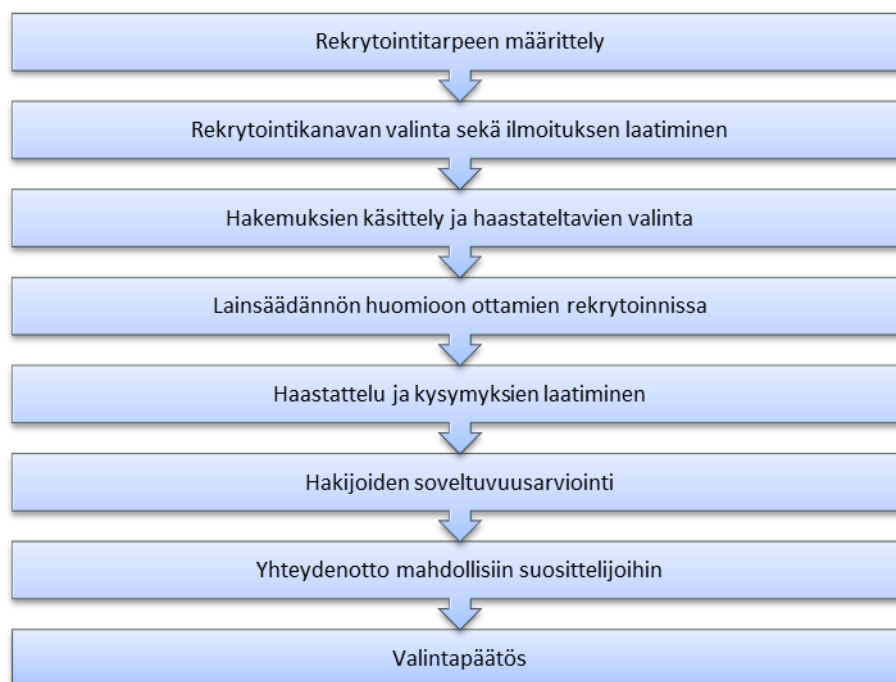 Rekrytointitarpeen määrittely
Rekrytointikanavan valinta sekä ilmoituksen laatiminen
Hakemuksien käsittely ja haastateltavien valinta
Lainsäädännön huomioon ottamien rekrytoinnissa
Haastattelu ja kysymyksien laatiminen
Hakijoiden soveltuvuusarviointi
Yhteydenotto mahdollisiin suosittelijoihin
Valintapäätös